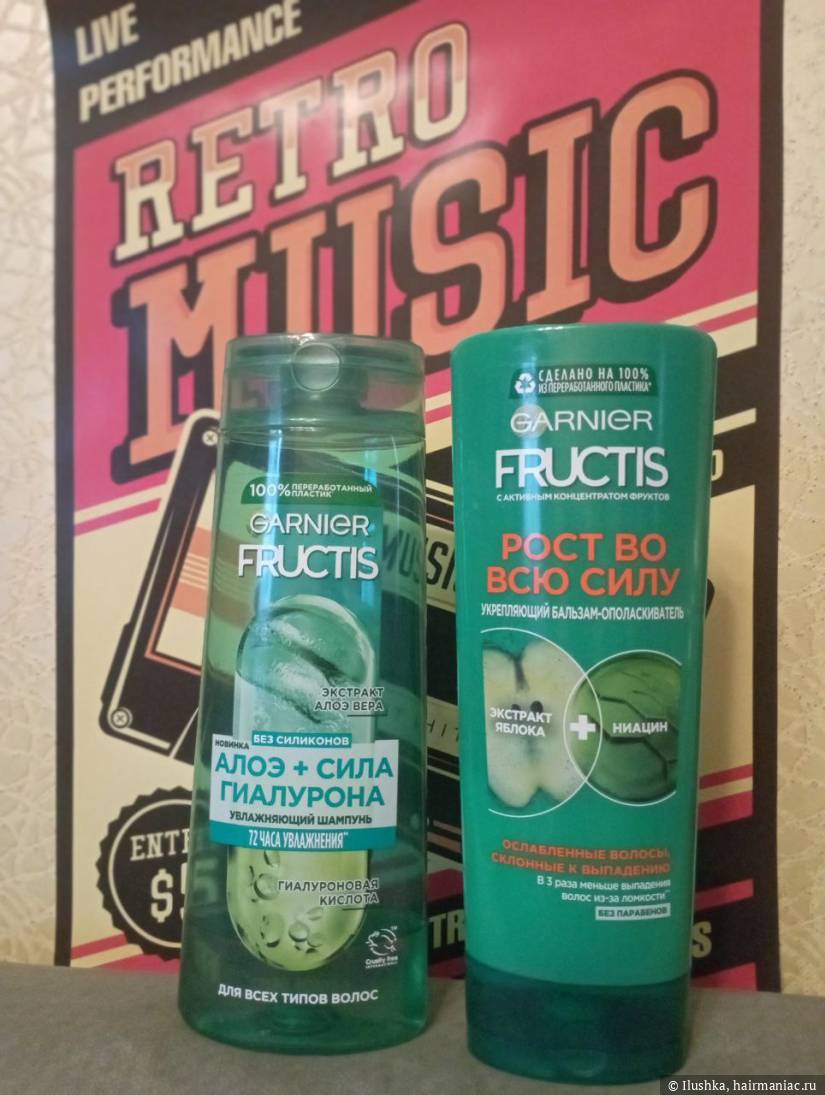 LIVE
PERFORMANCE
RETRO
MUSIC
100% ПЕРЕРАБОТАННЫЙ
ПЛАСТИК
GARNIER
FRUCTIS
ЭКСТРАКТ
АЛОЭ ВЕРА
БЕЗ СИЛИКОНОВ
НОВИНКА
АЛОЭ + СИЛА
ГИАЛУРОНА
УВЛАЖНЯЮЩИЙ ШАМПУНЬ
72 ЧАСА УВЛАЖНЕНИЯ**
ГИАЛУРОНОВАЯ
КИСЛОТА
Cruelty Free
INTERNATIONAL
ДЛЯ ВСЕХ ТИПОВ ВОЛОС
СДЕЛАНО НА 100%
ИЗ ПЕРЕРАБОТАННОГО ПЛАСТИКА*
GARNIER
FRUCTIS
С АКТИВНЫМ КОНЦЕНТРАТОМ ФРУКТОВ
РОСТ ВО
ВСЮ СИЛУ
УКРЕПЛЯЮЩИЙ БАЛЬЗАМ-ОПОЛАСКИВАТЕЛЬ
ЭКСТРАКТ
ЯБЛОКА
+
НИАЦИН
ОСЛАБЛЕННЫЕ ВОЛОСЫ,
СКЛОННЫЕ К ВЫПАДЕНИЮ
В 3 РАЗА МЕНЬШЕ ВЫПАДЕНИЯ
ВОЛОС ИЗ-ЗА ЛОМКОСТИ**
БЕЗ ПАРАБЕНОВ
© Ilushka, hairmaniac.ru